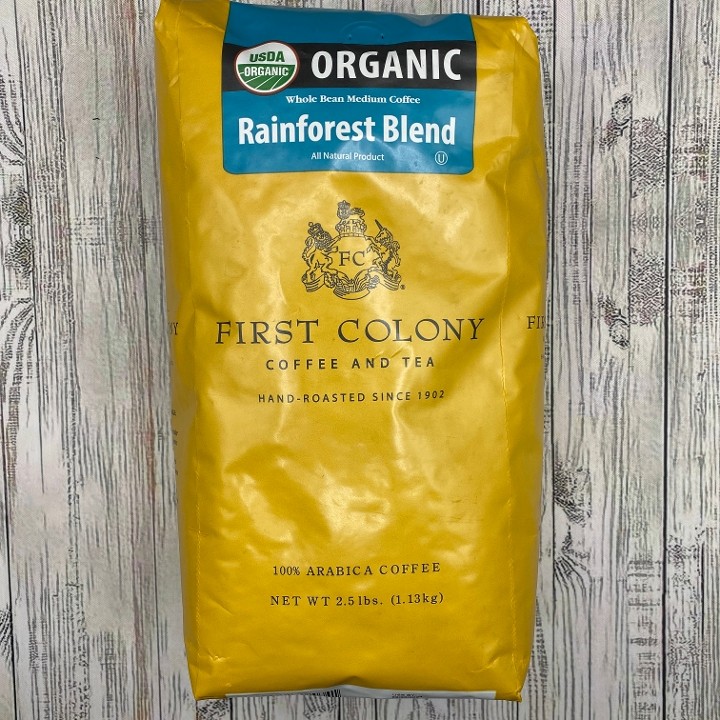 USDA
ORGANIC
ORGANIC
Whole Bean Medium Coffee
Rainforest Blend
All Natural Product
U
FC
FIRST COLONY
COFFEE AND TEA
HAND-ROASTED SINCE 1902
100% ARABICA COFFEE
NET WT 2.5 lbs. (1.13kg)
Y
FI